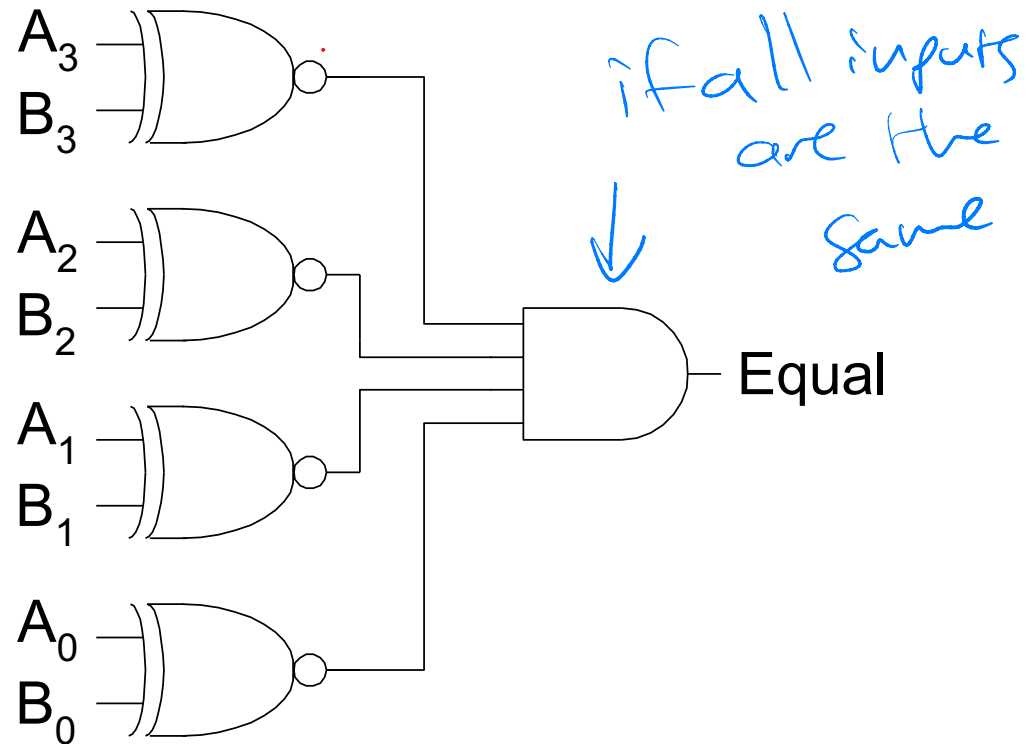 A3
B3
if all inputs
are the
same
A2
B2
Equal
A1
B1
A0
B0